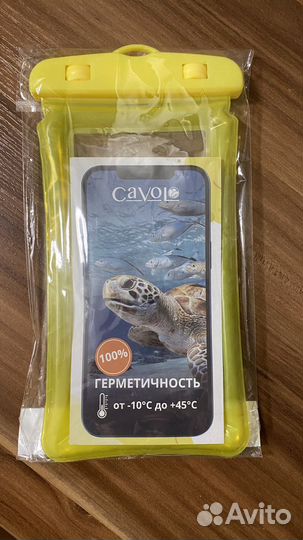 Cayolo
100%
ГЕРМЕТИЧНОСТЬ
от -10°C до +45°C
Avito